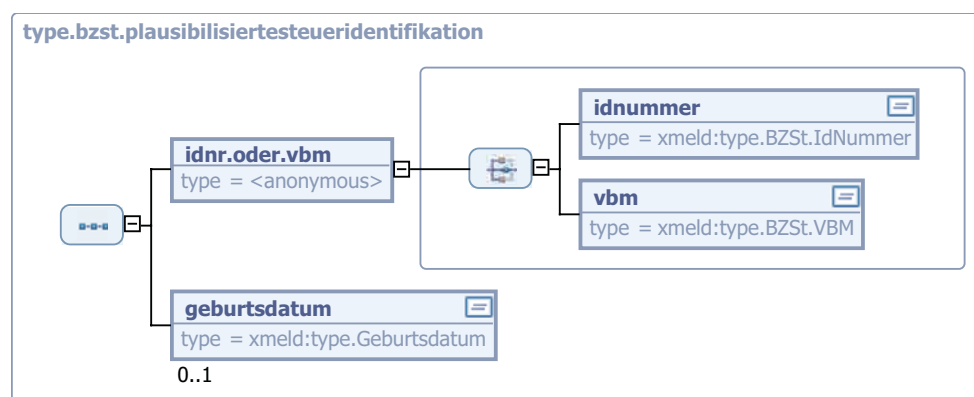 type.bzst.plausibilisiertesteueridentifikation
idnummer
type = xmeld:type.BZSt.IdNummer
idnr.oder.vbm
type = <anonymous>
vbm
type = xmeld:type.BZSt.VBM
geburtsdatum
type = xmeld:type.Geburtsdatum
0..1